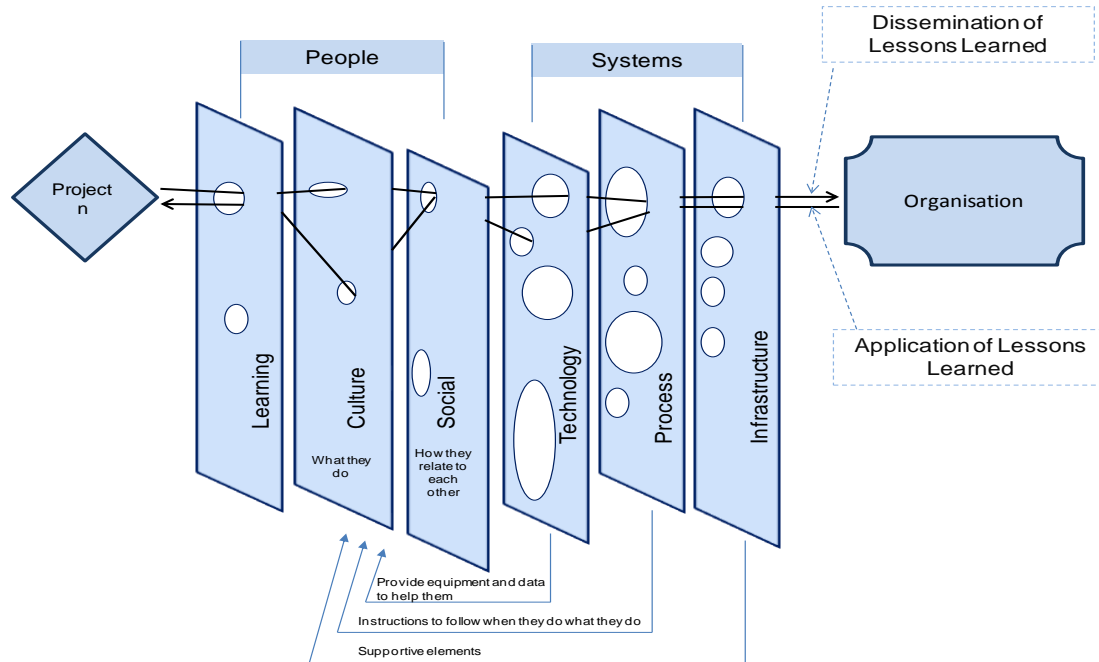 Dissemination of
Lessons Learned
People
Systems
Project
n
Organisation
Application of Lessons
Learned
Learning
Culture
Social
Technology
Process
Infrastructure
What they
do
How they
relate to
each
other
Provide equipment and data
to help them
Instructions to follow when they do what they do
Supportive elements